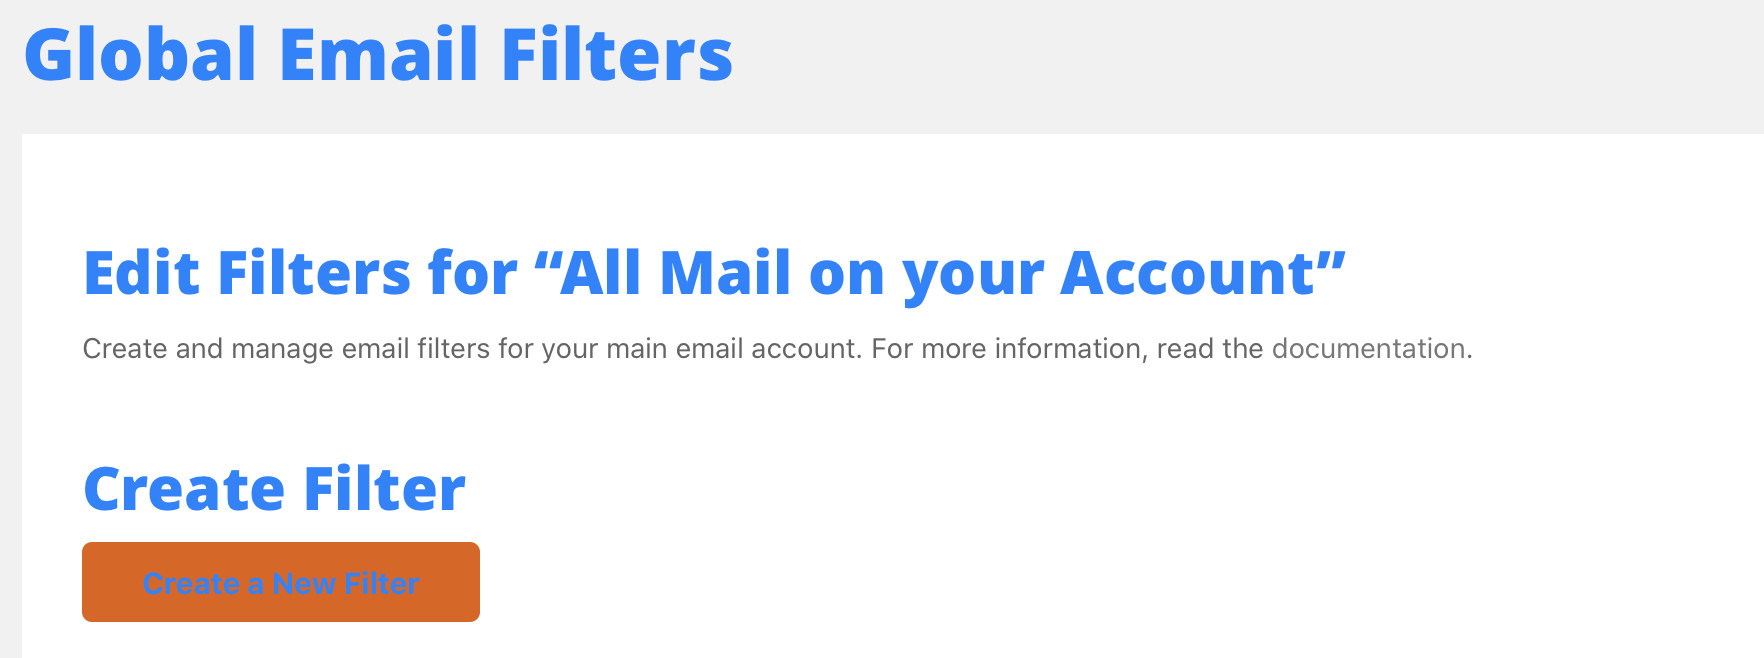 Global Email Filters
Edit Filters for “All Mail on your Account”
Create and manage email filters for your main email account. For more information, read the documentation.
Create Filter
Create a New Filter